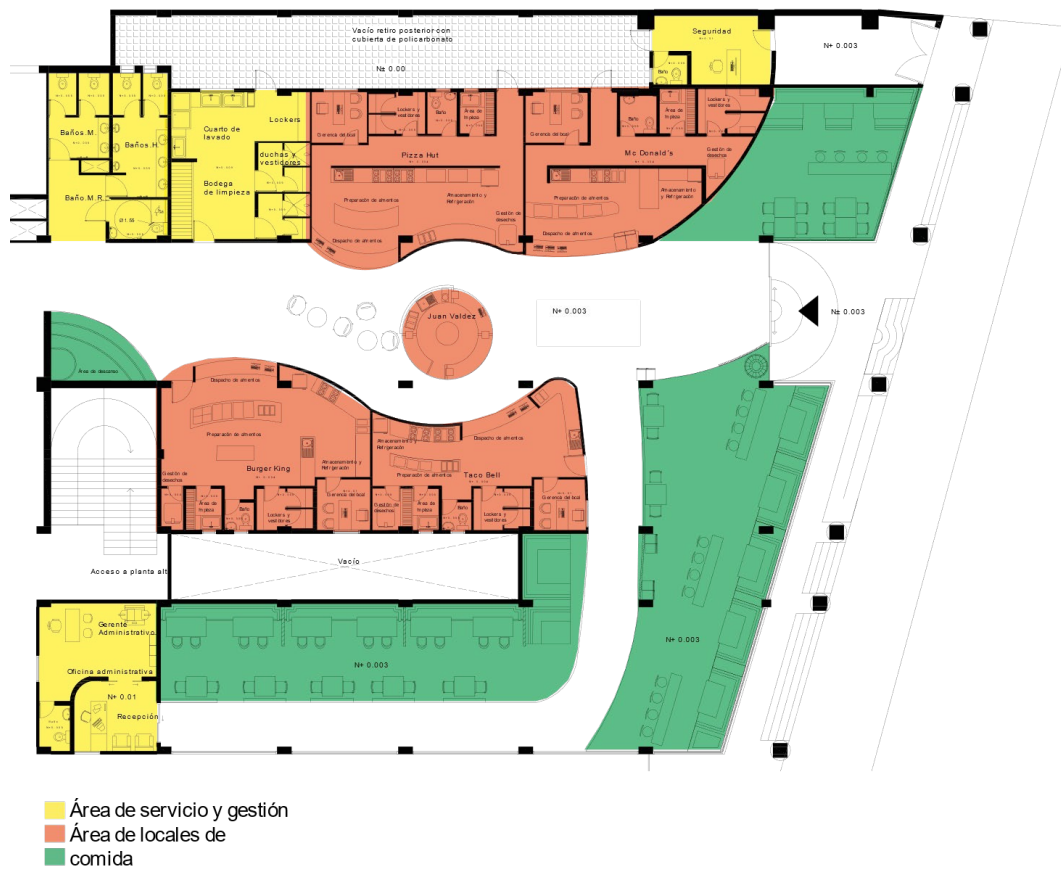 Vacío retiro posterior con
cubierta de policarbonato
N± 0.00
Seguridad
Baño
N+ 0.003
Baños.M.
Baños.H.
Baño.M.R.
Ø1.50
Cuarto de
lavado
Lockers
duchas y
vestidores
Bodega
de limpieza
Gerencia del local
Lockers y
vestidores
Baño
Área de
limpieza
Pizza Hut
Preparación de alimentos
Almacenamiento y
Refrigeración
Gestión de
desechos
Despacho de alimentos
Gerencia del local
Baño
Área de
limpieza
Lockers y
vestidores
Mc Donald's
Gestión de
desechos
Preparación de alimentos
Almacenamiento y
Refrigeración
Despacho de alimentos
Juan Valdez
N+ 0.003
N± 0.003
Área de descanso
Despacho de alimentos
Preparación de alimentos
Burger King
Almacenamiento y
Refrigeración
Gestión de
desechos
Área de
limpieza
Baño
Lockers y
vestidores
Gerencia del local
Almacenamiento y
Refrigeración
Despacho de alimentos
Preparación de alimentos
Taco Bell
Gestión de
desechos
Área de
limpieza
Baño
Lockers y
vestidores
Gerencia del local
Acceso a planta alt
Vacío
Gerente
Administrativo
Oficina administrativa
N+ 0.01
Recepción
N+ 0.003
N+ 0.003
Área de servicio y gestión
Área de locales de
comida